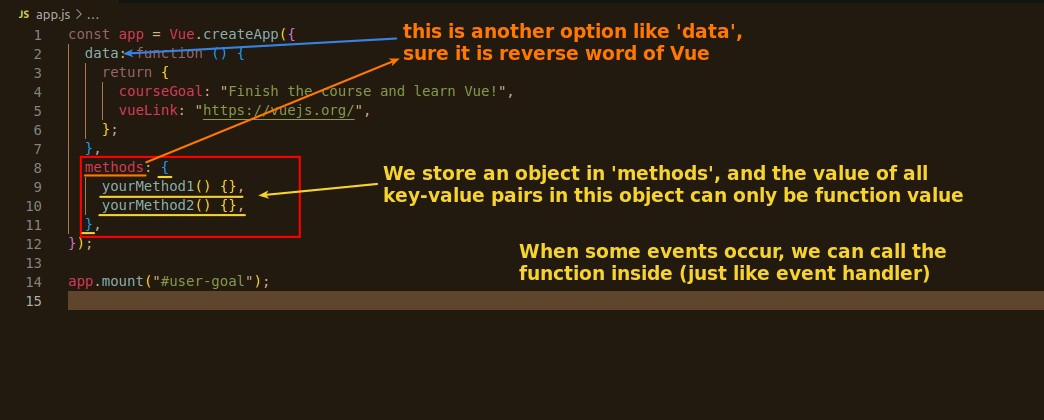 JS app.js > ...
1 const app = Vue.createApp({
2 data: function () {
3 return {
4 courseGoal: "Finish the course and learn Vue!",
5 vueLink: "https://vuejs.org/",
6 };
7 },
8 methods: {
9 yourMethod1() {},
10 yourMethod2() {},
11 },
12 });
13
14 app.mount("#user-goal");
15
this is another option like 'data',
sure it is reverse word of Vue
We store an object in 'methods', and the value of all
key-value pairs in this object can only be function value
When some events occur, we can call the
function inside (just like event handler)